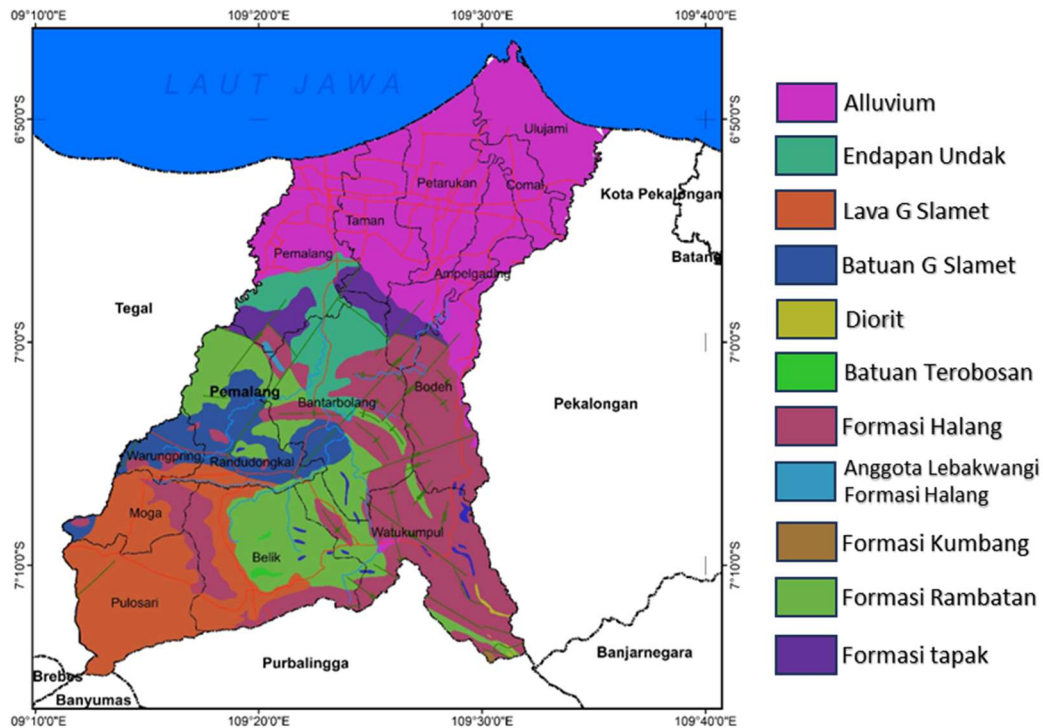 109°10'0"E 109°20'0"E 109°30'0"E 109°40'0"E
LAUT JAWA
6°50'0"S 6°50'0"S
Ulujami
Petarukan Comal
Kota Pekalongan
Taman
Pemalang
Batang
Ampelgading
Tegal
7°0'0"S 7°0'0"S
Bodeh
Pemalang
Bantarbolang
Pekalongan
Warungpring Randudongkal
Moga
Watukumpul
Belik
7°10'0"S 7°10'0"S
Pulosari
Banjarnegara
Purbalingga
Brebes
Banyumas
109°10'0"E 109°20'0"E 109°30'0"E 109°40'0"E
Alluvium
Endapan Undak
Lava G Slamet
Batuan G Slamet
Diorit
Batuan Terobosan
Formasi Halang
Anggota Lebakwangi
Formasi Halang
Formasi Kumbang
Formasi Rambatan
Formasi tapak